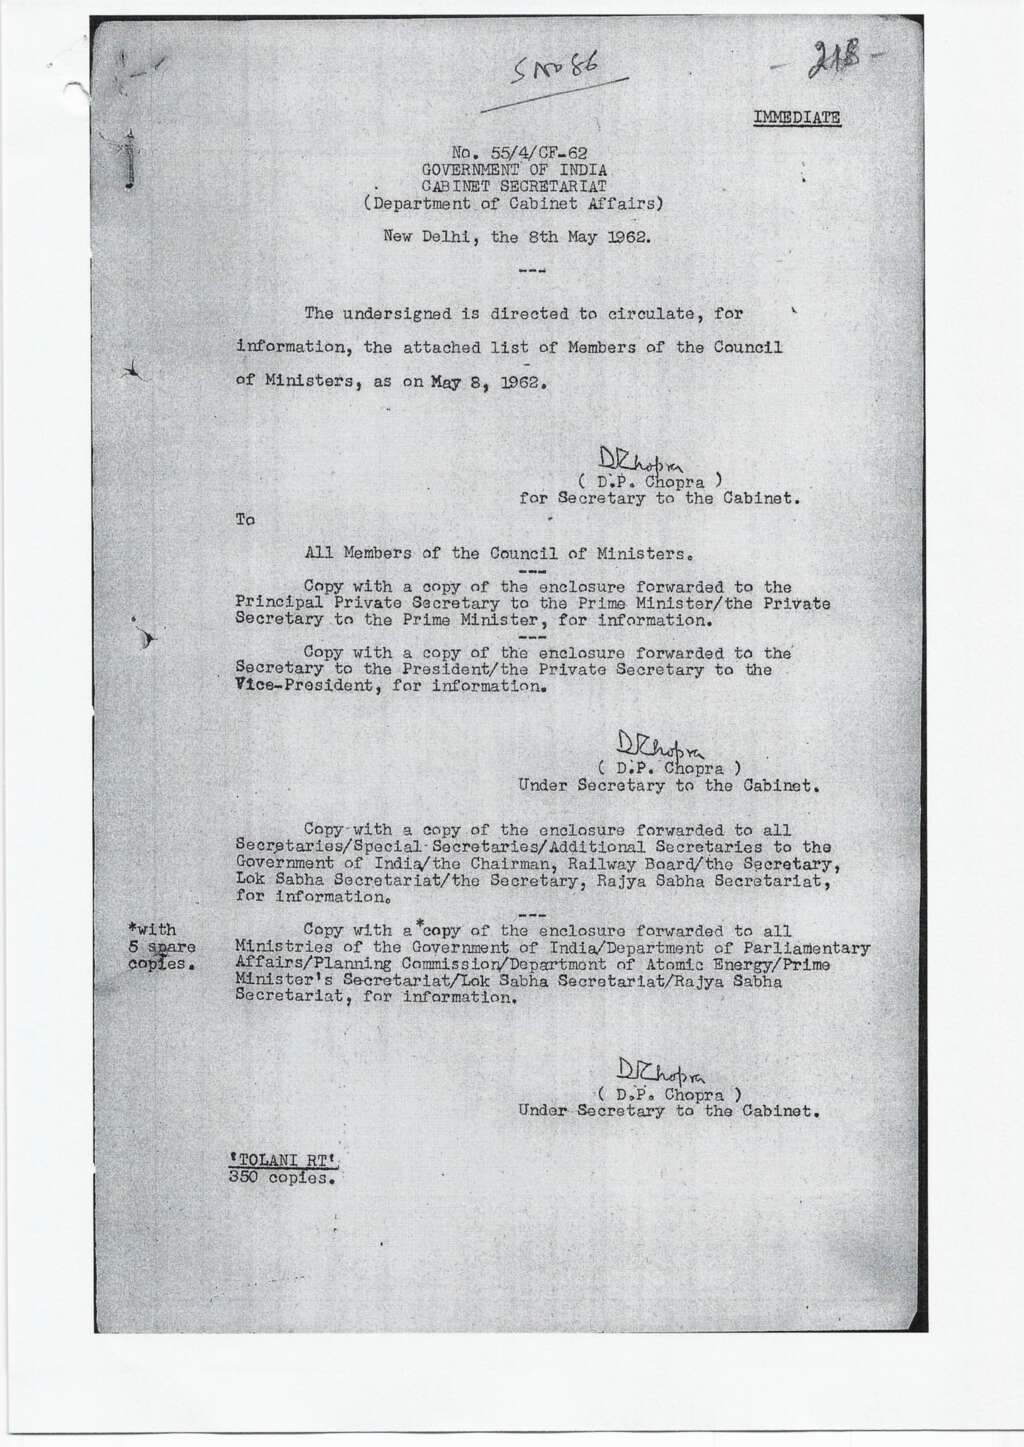 S No 86
- 218 -
IMMEDIATE
No. 55/4/CF-62
GOVERNMENT OF INDIA
CABINET SECRETARIAT
(Department of Cabinet Affairs)
New Delhi, the 8th May 1962.
---
The undersigned is directed to circulate, for
information, the attached list of Members of the Council
of Ministers, as on May 8, 1962.
DPChopra
( D.P. Chopra )
for Secretary to the Cabinet.
To
All Members of the Council of Ministers.
---
Copy with a copy of the enclosure forwarded to the
Principal Private Secretary to the Prime Minister/the Private
Secretary to the Prime Minister, for information.
---
Copy with a copy of the enclosure forwarded to the
Secretary to the President/the Private Secretary to the
Vice-President, for information.
DPChopra
( D.P. Chopra )
Under Secretary to the Cabinet.
Copy with a copy of the enclosure forwarded to all
Secretaries/Special Secretaries/Additional Secretaries to the
Government of India/the Chairman, Railway Board/the Secretary,
Lok Sabha Secretariat/the Secretary, Rajya Sabha Secretariat,
for information.
---
*with
5 spare
copies.
Copy with a *copy of the enclosure forwarded to all
Ministries of the Government of India/Department of Parliamentary
Affairs/Planning Commission/Department of Atomic Energy/Prime
Minister's Secretariat/Lok Sabha Secretariat/Rajya Sabha
Secretariat, for information.
DPChopra
( D.P. Chopra )
Under Secretary to the Cabinet.
'TOLANI RT'
350 copies.